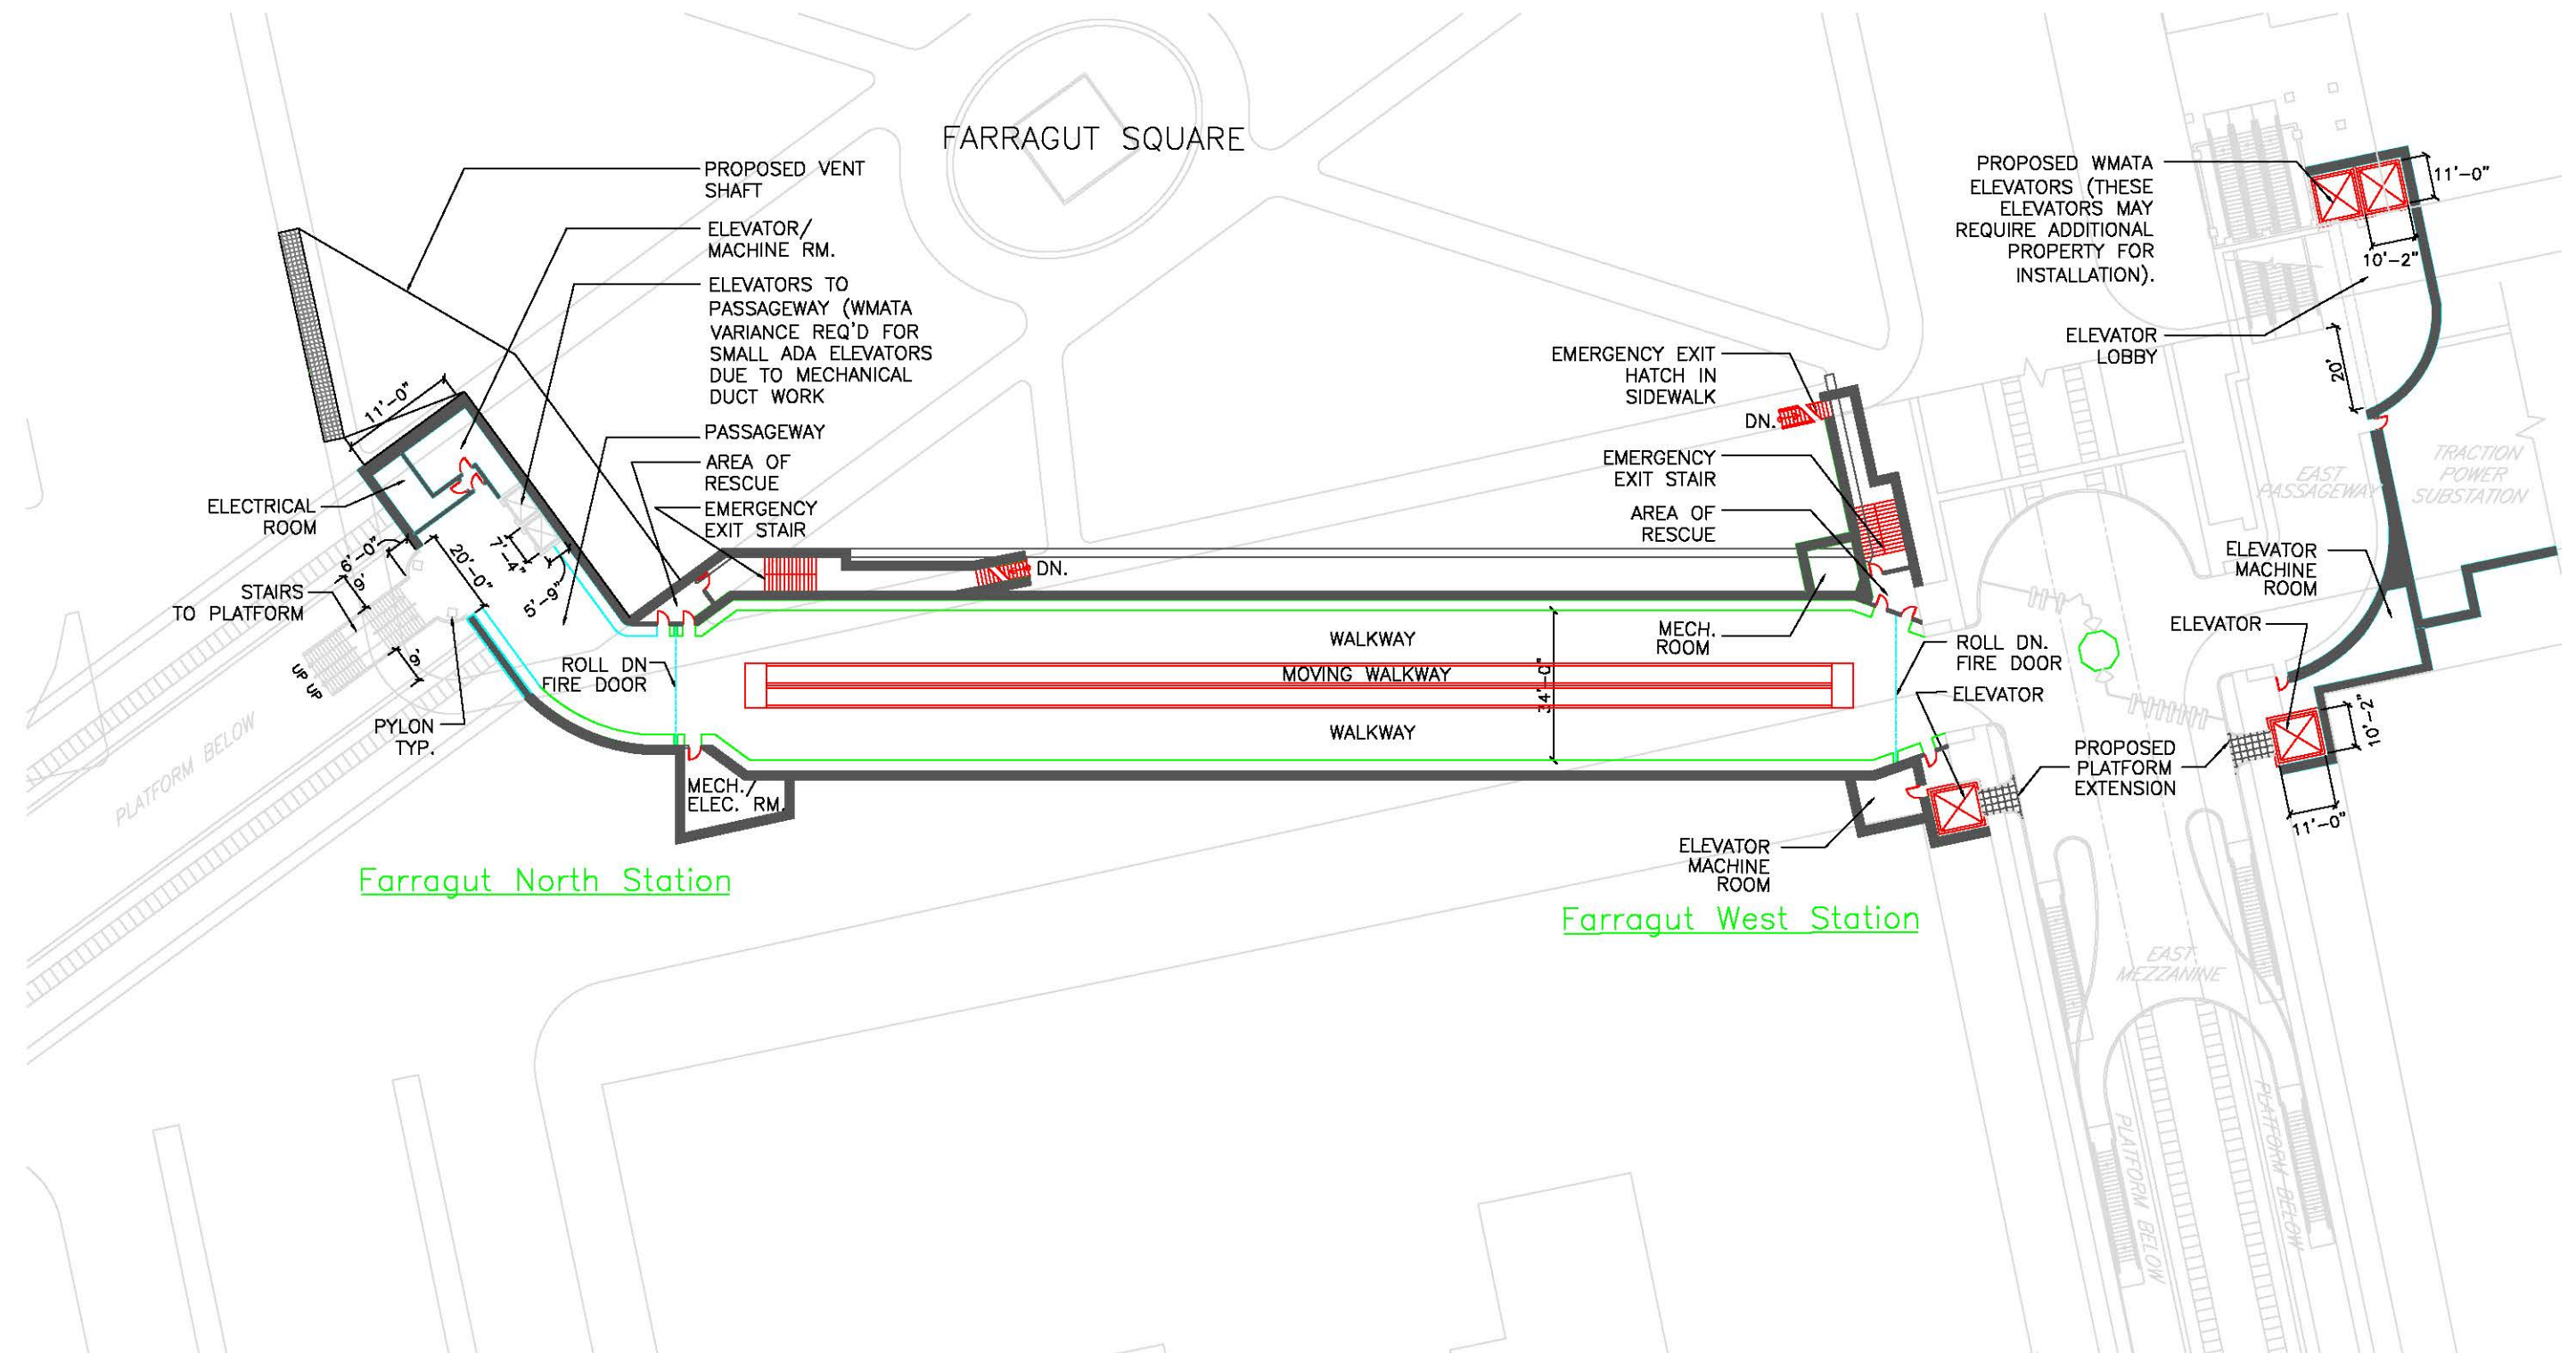 FARRAGUT SQUARE
PROPOSED VENT
SHAFT
ELEVATOR/
MACHINE RM.
ELEVATORS TO
PASSAGEWAY (WMATA
VARIANCE REQ'D FOR
SMALL ADA ELEVATORS
DUE TO MECHANICAL
DUCT WORK
PASSAGEWAY
AREA OF
RESCUE
EMERGENCY
EXIT STAIR
11'-0"
ELECTRICAL
ROOM
6'-0"
9'
20'-0"
7'-4"
5'-9"
STAIRS
TO PLATFORM
9'
UP UP
PYLON
TYP.
PLATFORM BELOW
ROLL DN
FIRE DOOR
DN.
MECH./
ELEC. RM.
Farragut North Station
WALKWAY
MOVING WALKWAY
WALKWAY
34'-0"
EMERGENCY EXIT
HATCH IN
SIDEWALK
DN.
EMERGENCY
EXIT STAIR
AREA OF
RESCUE
MECH.
ROOM
ROLL DN.
FIRE DOOR
ELEVATOR
ELEVATOR
MACHINE
ROOM
Farragut West Station
PROPOSED WMATA
ELEVATORS (THESE
ELEVATORS MAY
REQUIRE ADDITIONAL
PROPERTY FOR
INSTALLATION).
11'-0"
10'-2"
ELEVATOR
LOBBY
20'
EAST
PASSAGEWAY
TRACTION
POWER
SUBSTATION
ELEVATOR
MACHINE
ROOM
ELEVATOR
10'-2"
11'-0"
PROPOSED
PLATFORM
EXTENSION
EAST
MEZZANINE
PLATFORM BELOW
PLATFORM BELOW